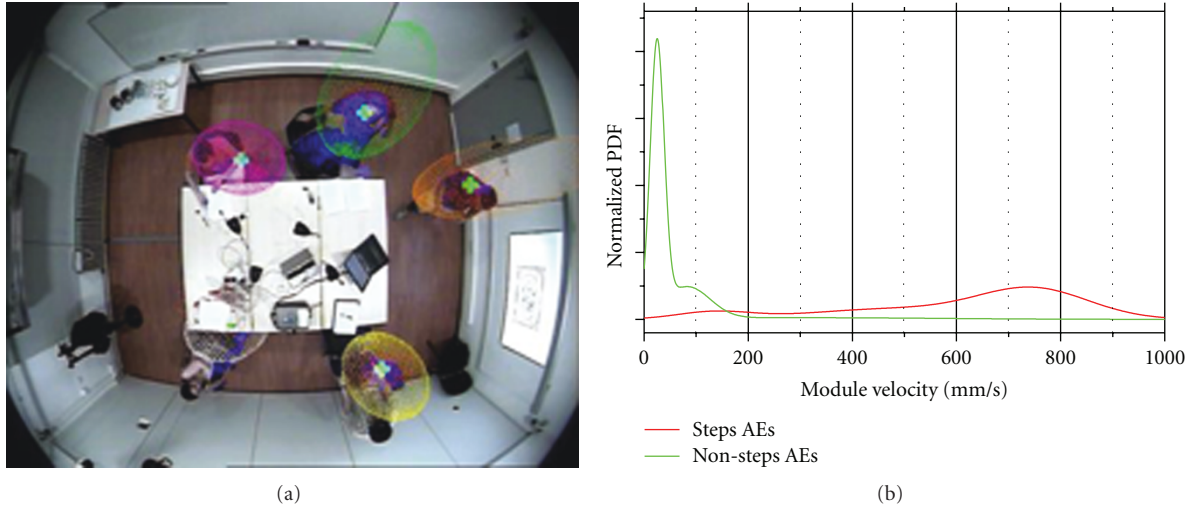 Normalized PDF
0 200 400 600 800 1000
Module velocity (mm/s)
Steps AEs
Non-steps AEs
(a) (b)